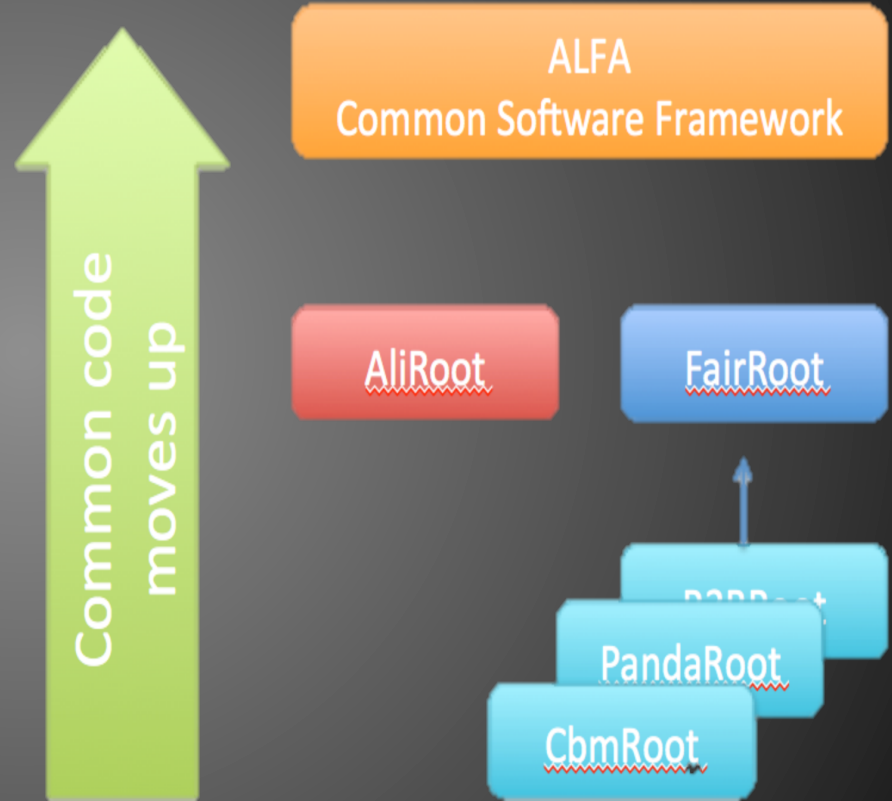 ALFA
Common Software Framework
Common code
moves up
AliRoot
FairRoot
PandaRoot
CbmRoot